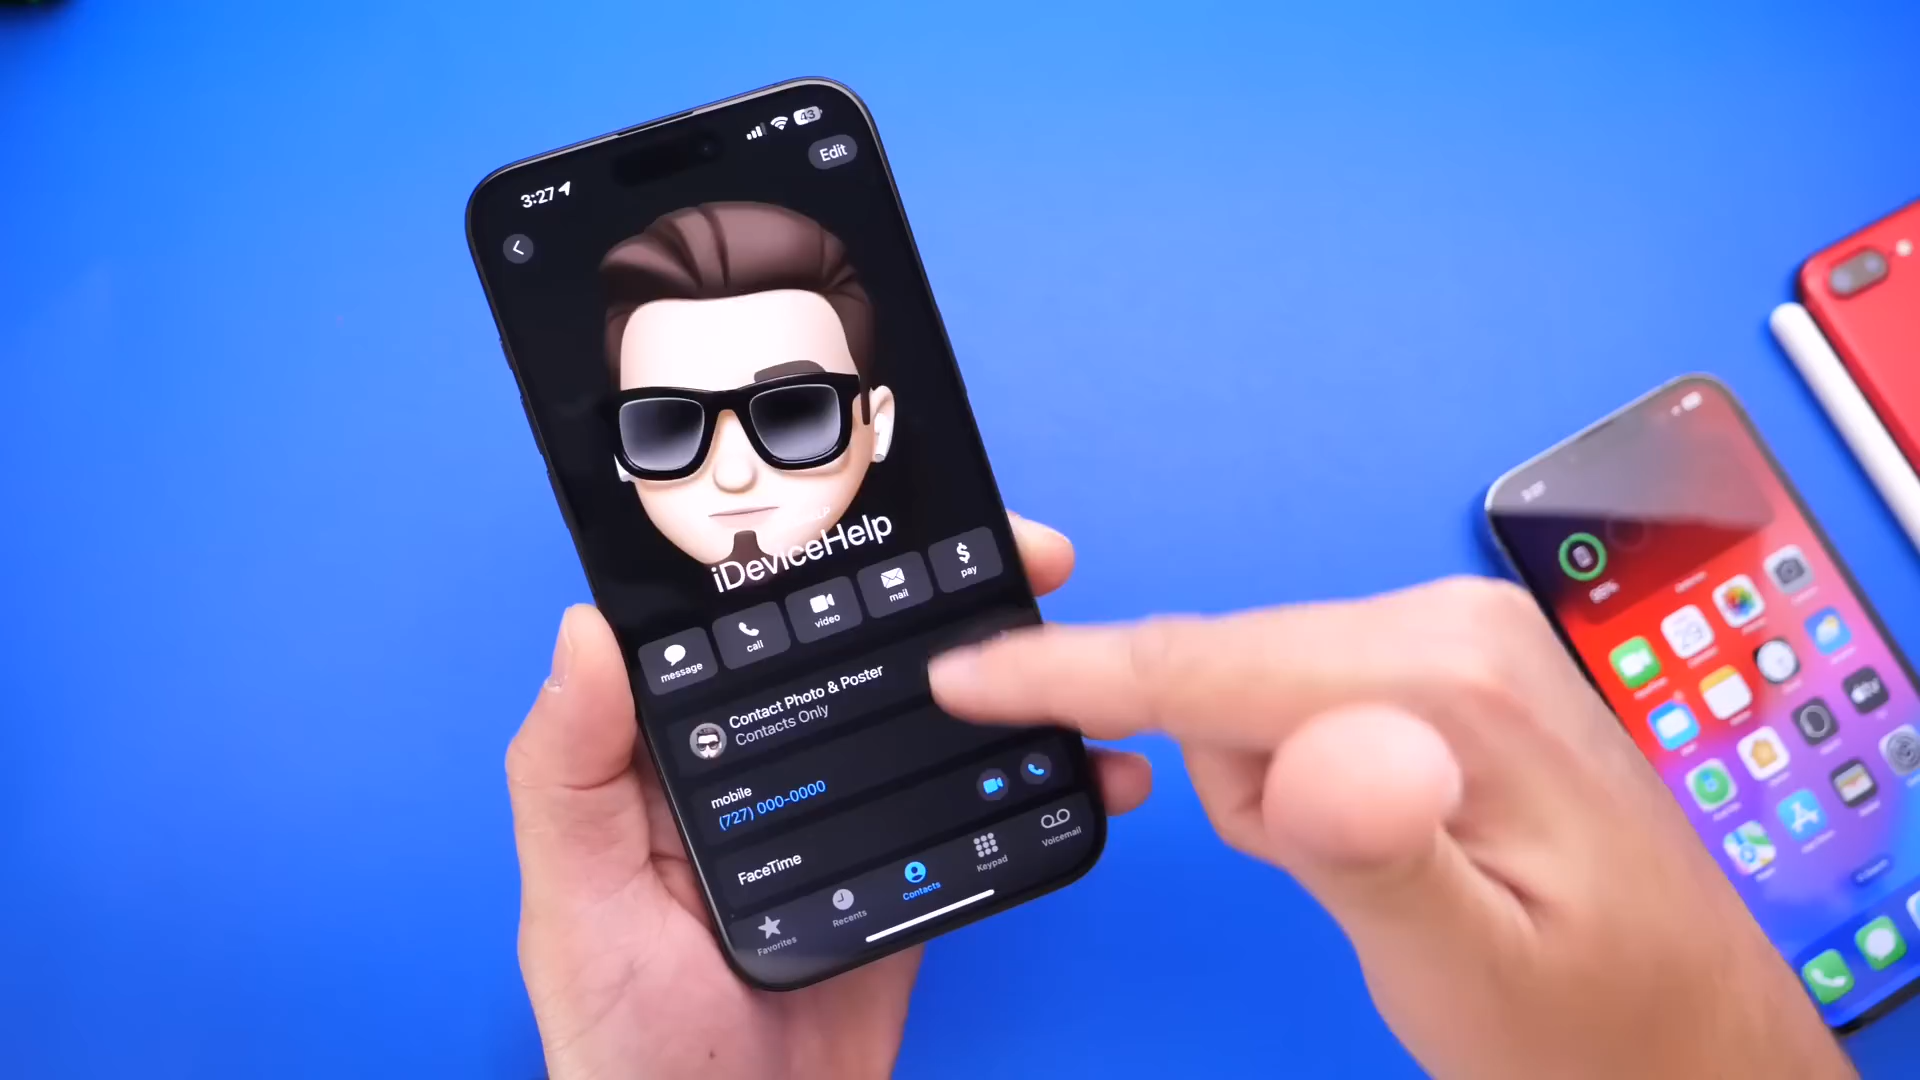 3:27
43
Edit
iDeviceHelp
message
call
video
mail
$
pay
Contact Photo & Poster
Contacts Only
mobile
(727) 000-0000
FaceTime
Favorites
Recents
Contacts
Keypad
Voicemail
29